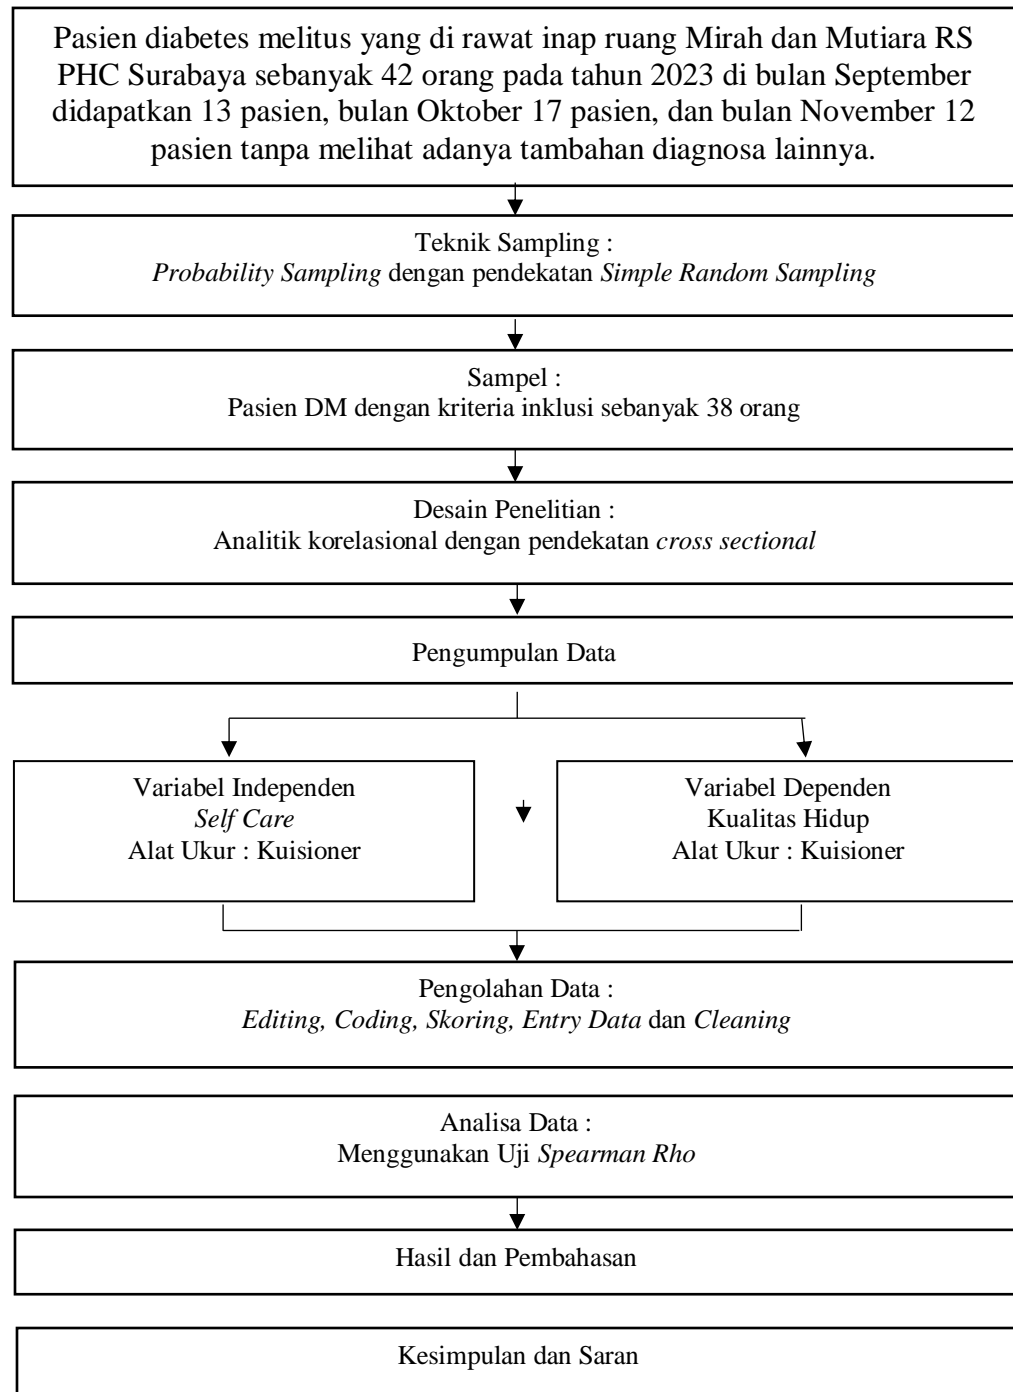 Pasien diabetes melitus yang di rawat inap ruang Mirah dan Mutiara RS
PHC Surabaya sebanyak 42 orang pada tahun 2023 di bulan September
didapatkan 13 pasien, bulan Oktober 17 pasien, dan bulan November 12
pasien tanpa melihat adanya tambahan diagnosa lainnya.
Teknik Sampling :
Probability Sampling dengan pendekatan Simple Random Sampling
Sampel :
Pasien DM dengan kriteria inklusi sebanyak 38 orang
Desain Penelitian :
Analitik korelasional dengan pendekatan cross sectional
Pengumpulan Data
Variabel Independen
Self Care
Alat Ukur : Kuisioner
Variabel Dependen
Kualitas Hidup
Alat Ukur : Kuisioner
Pengolahan Data :
Editing, Coding, Skoring, Entry Data dan Cleaning
Analisa Data :
Menggunakan Uji Spearman Rho
Hasil dan Pembahasan
Kesimpulan dan Saran